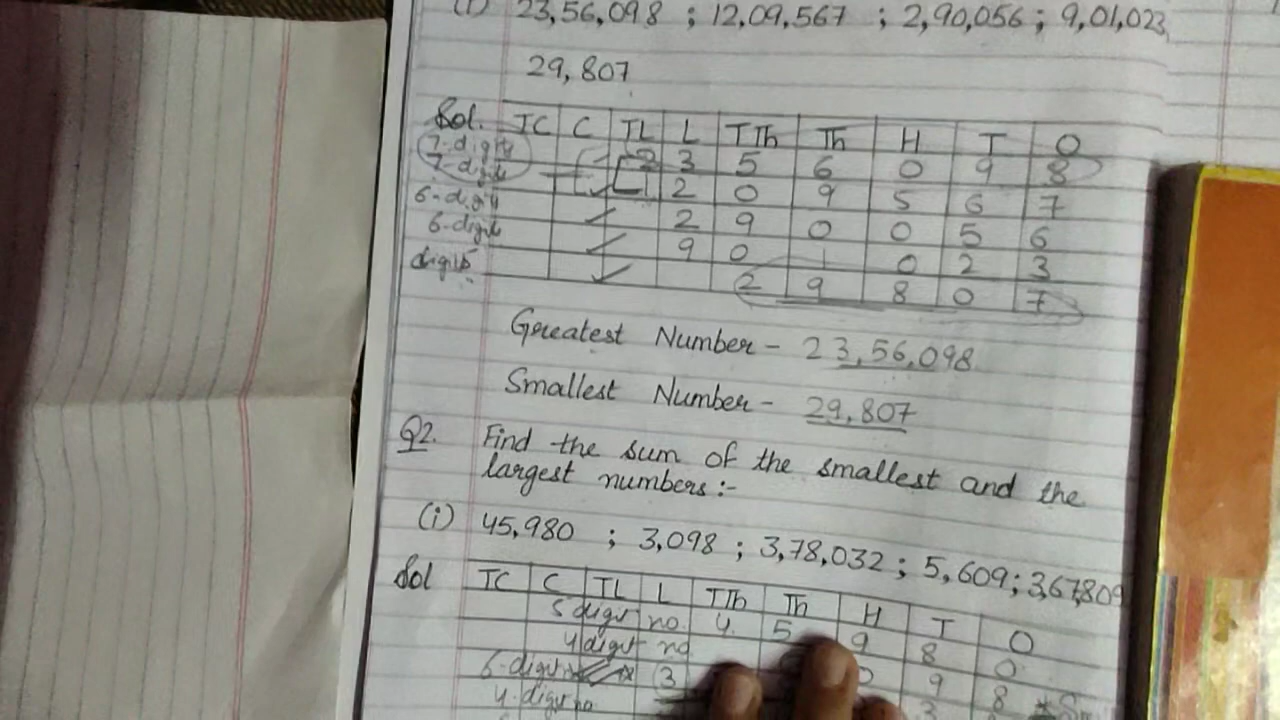 (i) 23,56,098 ; 12,09,567 ; 2,90,056 ; 9,01,023
29,807
Sol. TC C TL L TTh Th H T O
7-digit 2 3 5 6 0 9 8
7-digit 1 2 0 9 5 6 7
6-digit 2 9 0 0 5 6
6-digit 9 0 1 0 2 3
digits 2 9 8 0 7
Greatest Number - 23,56,098
Smallest Number - 29,807
Q2. Find the sum of the smallest and the
largest numbers:-
(i) 45,980 ; 3,098 ; 3,78,032 ; 5,609; 3,67,809
Sol TC C TL L TTh Th H T O
5 digit no. 4 5 9 8 0
4 digit no 9 8
6-digit 3 3
4-digit no